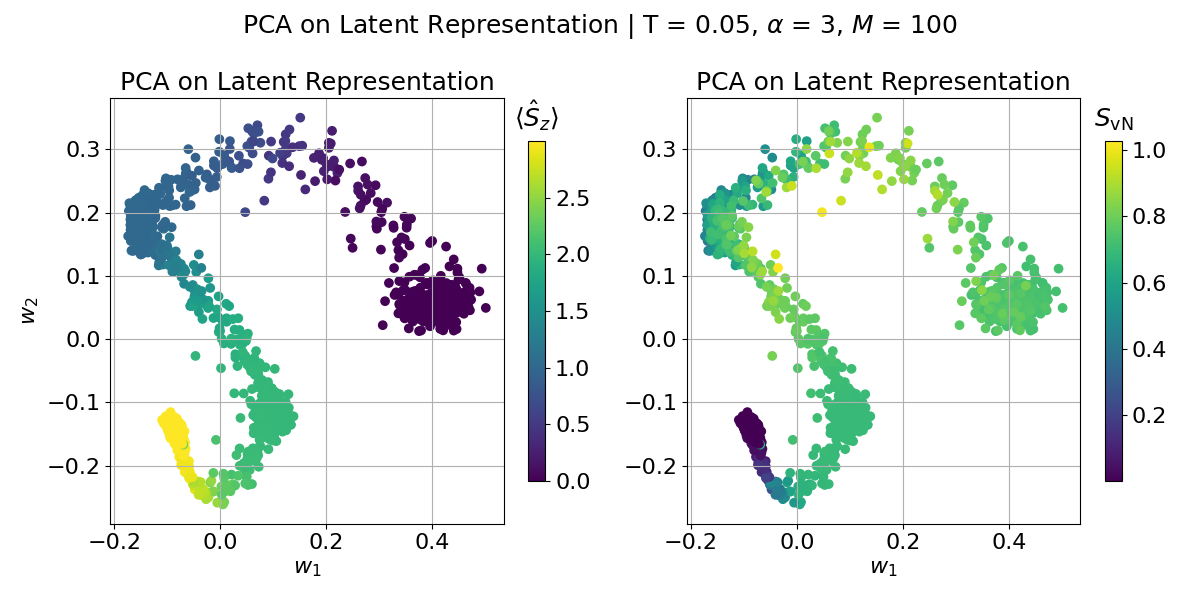 PCA on Latent Representation | T = 0.05, α = 3, M = 100
PCA on Latent Representation
⟨Ŝz⟩
w2
0.3
0.2
0.1
0.0
−0.1
−0.2
−0.2 0.0 0.2 0.4
w1
2.5
2.0
1.5
1.0
0.5
0.0
PCA on Latent Representation
SvN
0.3
0.2
0.1
0.0
−0.1
−0.2
−0.2 0.0 0.2 0.4
w1
1.0
0.8
0.6
0.4
0.2